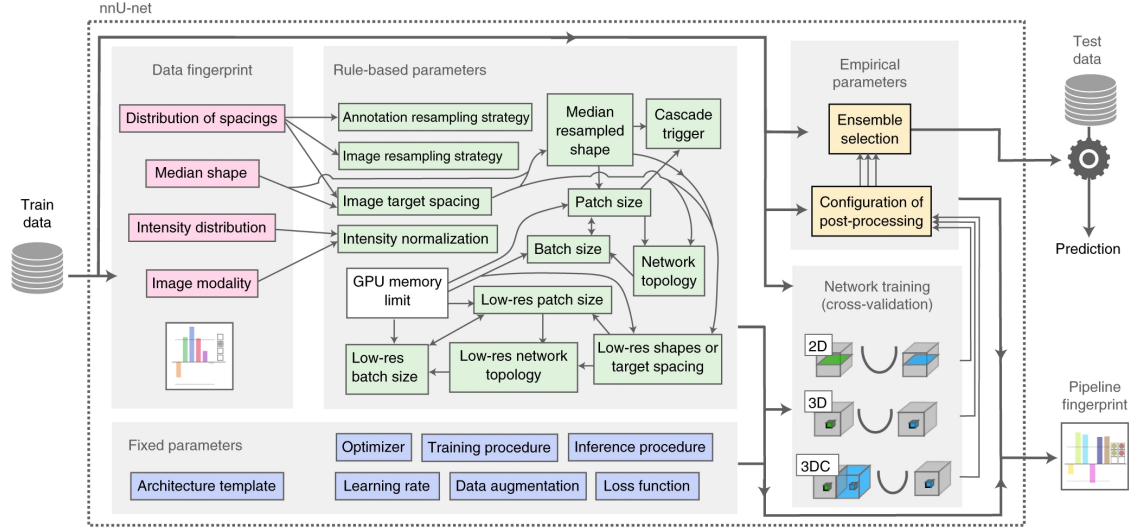 nnU-net
Data fingerprint
Rule-based parameters
Empirical
parameters
Test
data
Distribution of spacings
Annotation resampling strategy
Median
resampled
shape
Cascade
trigger
Ensemble
selection
Image resampling strategy
Median shape
Image target spacing
Patch size
Configuration of
post-processing
Train
data
Intensity distribution
Intensity normalization
Batch size
Network
topology
Prediction
Image modality
GPU memory
limit
Low-res patch size
Network training
(cross-validation)
Low-res
batch size
Low-res network
topology
Low-res shapes or
target spacing
2D
3D
3DC
Pipeline
fingerprint
Fixed parameters
Optimizer
Training procedure
Inference procedure
Architecture template
Learning rate
Data augmentation
Loss function